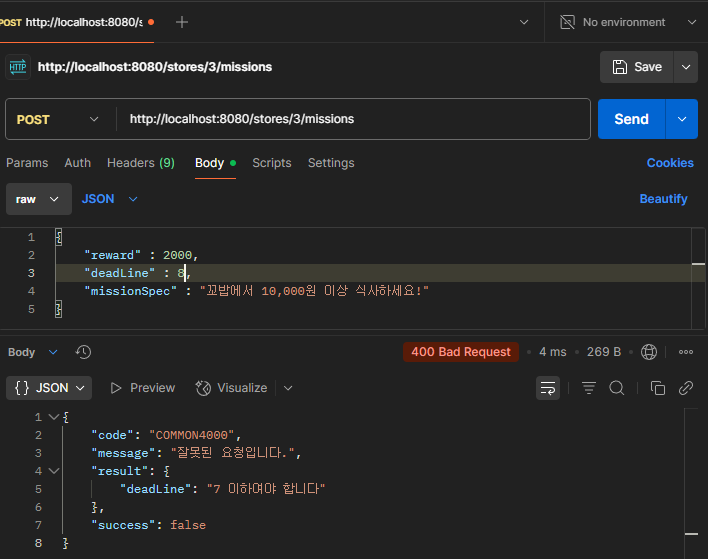 POST http://localhost:8080/s
No environment
HTTP http://localhost:8080/stores/3/missions
Save
POST http://localhost:8080/stores/3/missions
Send
Params Auth Headers (9) Body Scripts Settings Cookies
raw JSON Beautify
1 {
2 "reward" : 2000,
3 "deadLine" : 8,
4 "missionSpec" : "꼬밥에서 10,000원 이상 식사하세요!"
5 }
Body 400 Bad Request 4 ms 269 B
{} JSON Preview Visualize
1 {
2 "code": "COMMON4000",
3 "message": "잘못된 요청입니다.",
4 "result": {
5 "deadLine": "7 이하여야 합니다"
6 },
7 "success": false
8 }